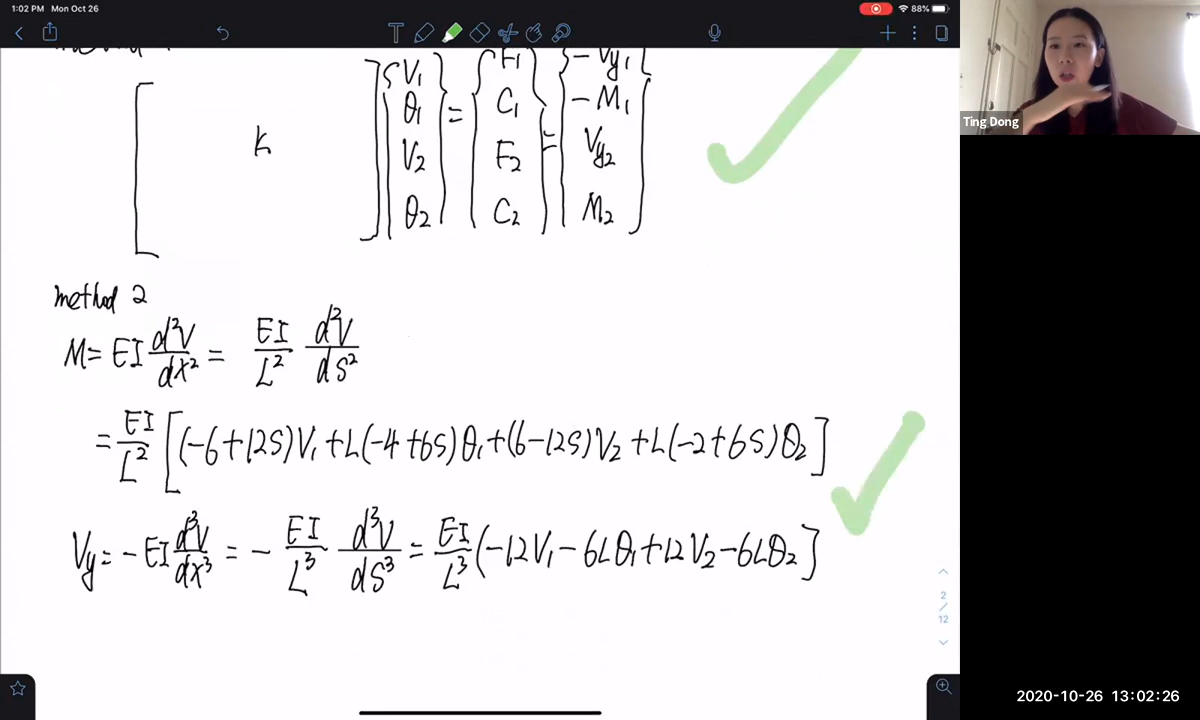 1:02 PM Mon Oct 26
88%
T
Ting Dong
[ k ] { V₁ θ₁ V₂ θ₂ } = { F₁ C₁ F₂ C₂ } = { -Vy₁ -M₁ Vy₂ M₂ }
method 2
M = EI d²V/dx² = EI/L² d²V/dS²
= EI/L² [(-6+12S)V₁+L(-4+6S)θ₁+(6-12S)V₂+L(-2+6S)θ₂]
Vy = -EI d³V/dx³ = - EI/L³ d³V/dS³ = EI/L³ (-12V₁-6Lθ₁+12V₂-6Lθ₂]
2
/
12
2020-10-26 13:02:26